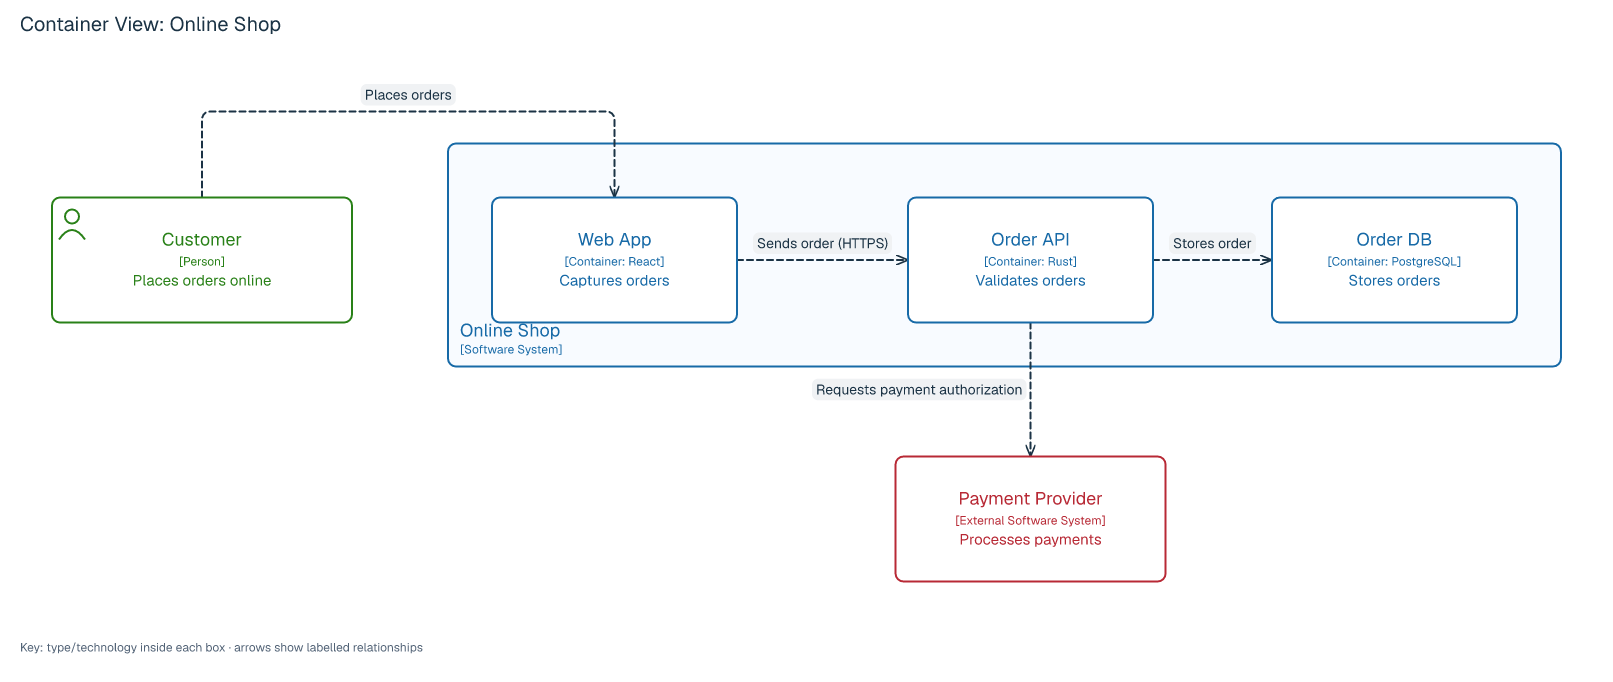 Container View: Online Shop
Places orders
Customer
[Person]
Places orders online
Web App
[Container: React]
Captures orders
Sends order (HTTPS)
Order API
[Container: Rust]
Validates orders
Stores order
Order DB
[Container: PostgreSQL]
Stores orders
Online Shop
[Software System]
Requests payment authorization
Payment Provider
[External Software System]
Processes payments
Key: type/technology inside each box · arrows show labelled relationships